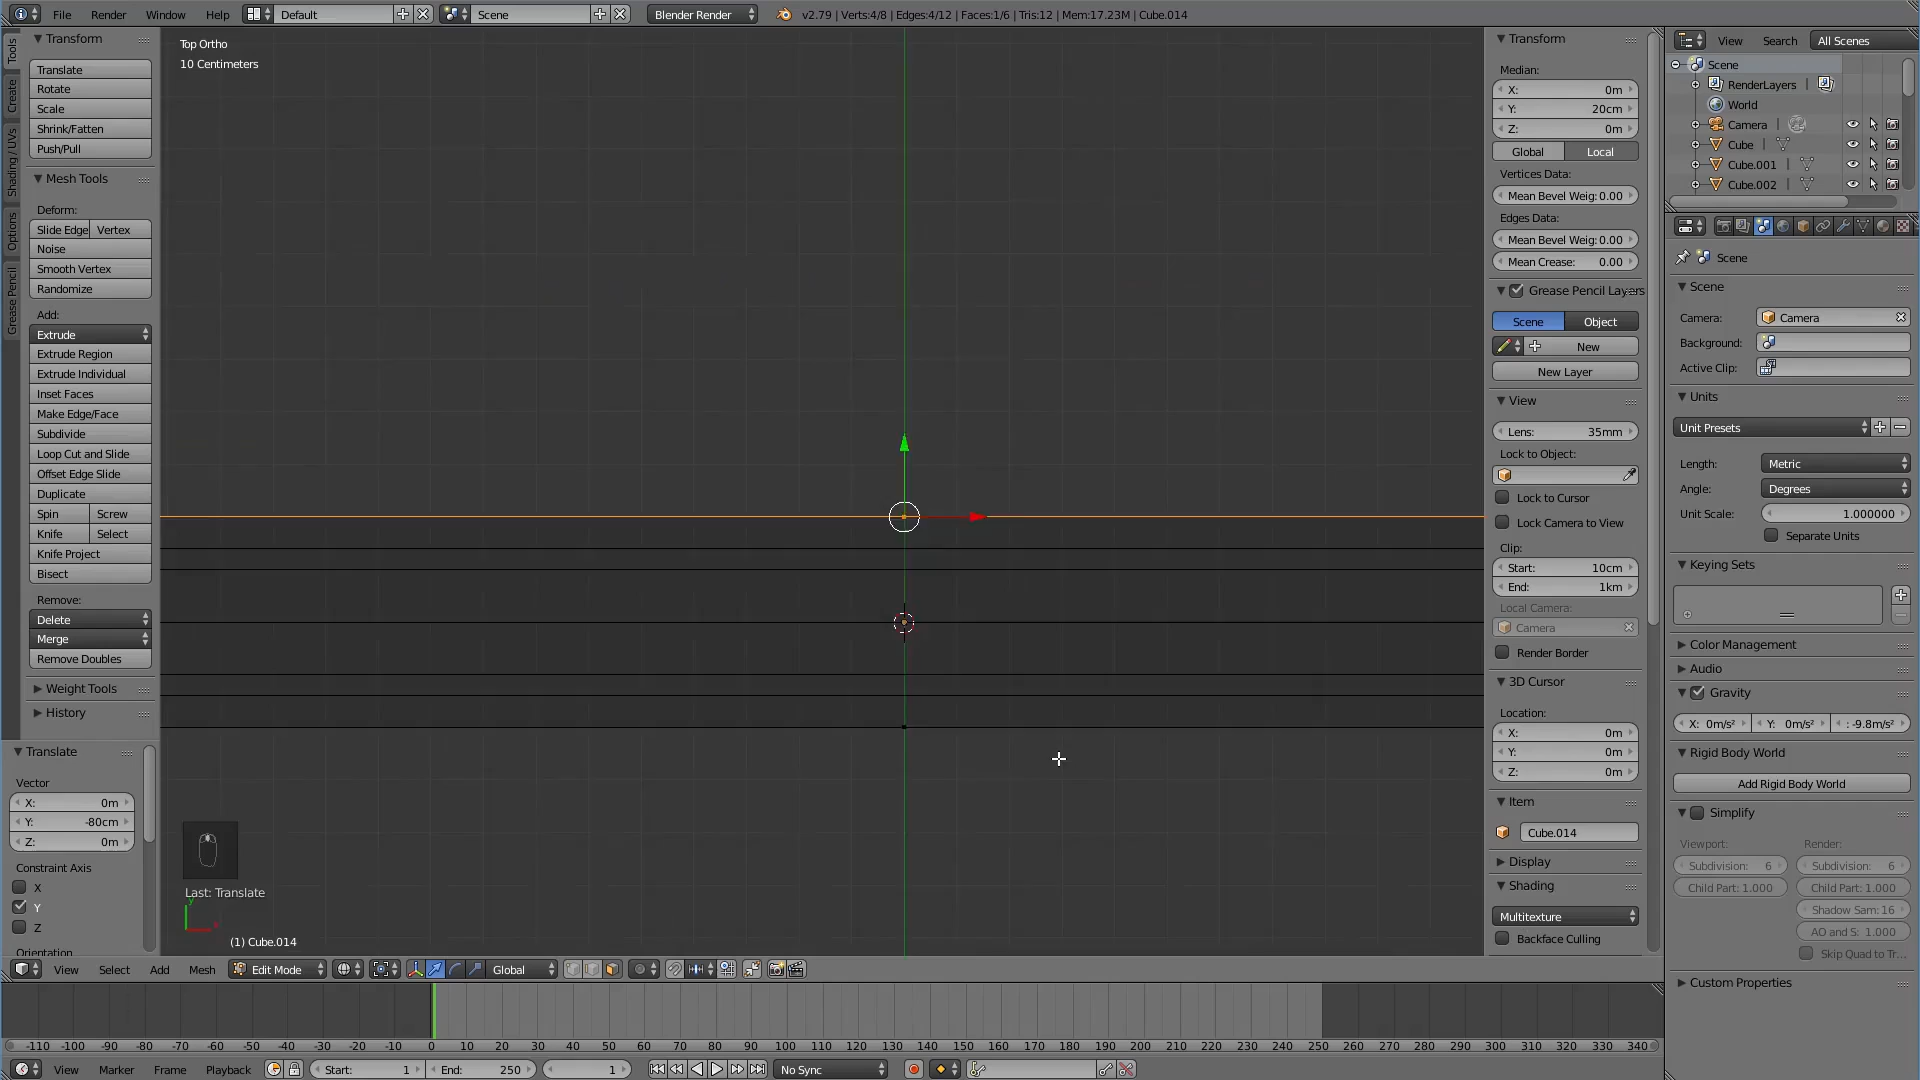 File Render Window Help Default Scene Blender Render v2.79 | Verts:4/8 | Edges:4/12 | Faces:1/6 | Tris:12 | Mem:17.23M | Cube.014
Tools
Create
Shading / UVs
Options
Grease Pencil
Transform
Translate
Rotate
Scale
Shrink/Fatten
Push/Pull
Mesh Tools
Deform:
Slide Edge Vertex
Noise
Smooth Vertex
Randomize
Add:
Extrude
Extrude Region
Extrude Individual
Inset Faces
Make Edge/Face
Subdivide
Loop Cut and Slide
Offset Edge Slide
Duplicate
Spin Screw
Knife Select
Knife Project
Bisect
Remove:
Delete
Merge
Remove Doubles
Weight Tools
History
Translate
Vector
X: 0m
Y: -80cm
Z: 0m
Constraint Axis
X
Y
Z
Orientation
Top Ortho
10 Centimeters
Last: Translate
y
x
(1) Cube.014
Transform
Median:
X: 0m
Y: 20cm
Z: 0m
Global Local
Vertices Data:
Mean Bevel Weig: 0.00
Edges Data:
Mean Bevel Weig: 0.00
Mean Crease: 0.00
Grease Pencil Layers
Scene Object
New
New Layer
View
Lens: 35mm
Lock to Object:
Lock to Cursor
Lock Camera to View
Clip:
Start: 10cm
End: 1km
Local Camera:
Camera
Render Border
3D Cursor
Location:
X: 0m
Y: 0m
Z: 0m
Item
Cube.014
Display
Shading
Multitexture
Backface Culling
View Search All Scenes
Scene
RenderLayers
World
Camera
Cube
Cube.001
Cube.002
Scene
Scene
Camera: Camera
Background:
Active Clip:
Units
Unit Presets
Length: Metric
Angle: Degrees
Unit Scale: 1.000000
Separate Units
Keying Sets
Color Management
Audio
Gravity
X: 0m/s² Y: 0m/s² : -9.8m/s²
Rigid Body World
Add Rigid Body World
Simplify
Viewport: Render:
Subdivision: 6 Subdivision: 6
Child Part: 1.000 Child Part: 1.000
Shadow Sam: 16
AO and S: 1.000
Skip Quad to Tr...
Custom Properties
View Select Add Mesh Edit Mode Global
-110 -100 -90 -80 -70 -60 -50 -40 -30 -20 -10 0 10 20 30 40 50 60 70 80 90 100 110 120 130 140 150 160 170 180 190 200 210 220 230 240 250 260 270 280 290 300 310 320 330 340
View Marker Frame Playback Start: 1 End: 250 1 No Sync